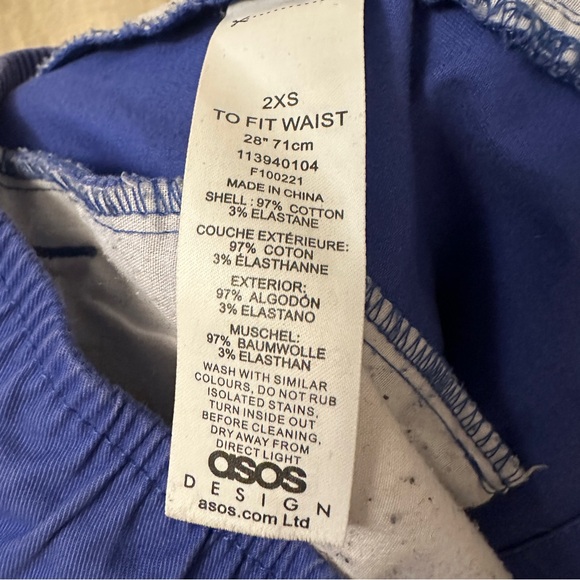 2XS
TO FIT WAIST
28" 71cm
113940104
F100221
MADE IN CHINA
SHELL : 97% COTTON
3% ELASTANE
COUCHE EXTÉRIEURE:
97% COTON
3% ÉLASTHANNE
EXTERIOR:
97% ALGODÓN
3% ELASTANO
MUSCHEL:
97% BAUMWOLLE
3% ELASTHAN
WASH WITH SIMILAR
COLOURS, DO NOT RUB
ISOLATED STAINS,
TURN INSIDE OUT
BEFORE CLEANING,
DRY AWAY FROM
DIRECT LIGHT
asos
DESIGN
asos.com Ltd